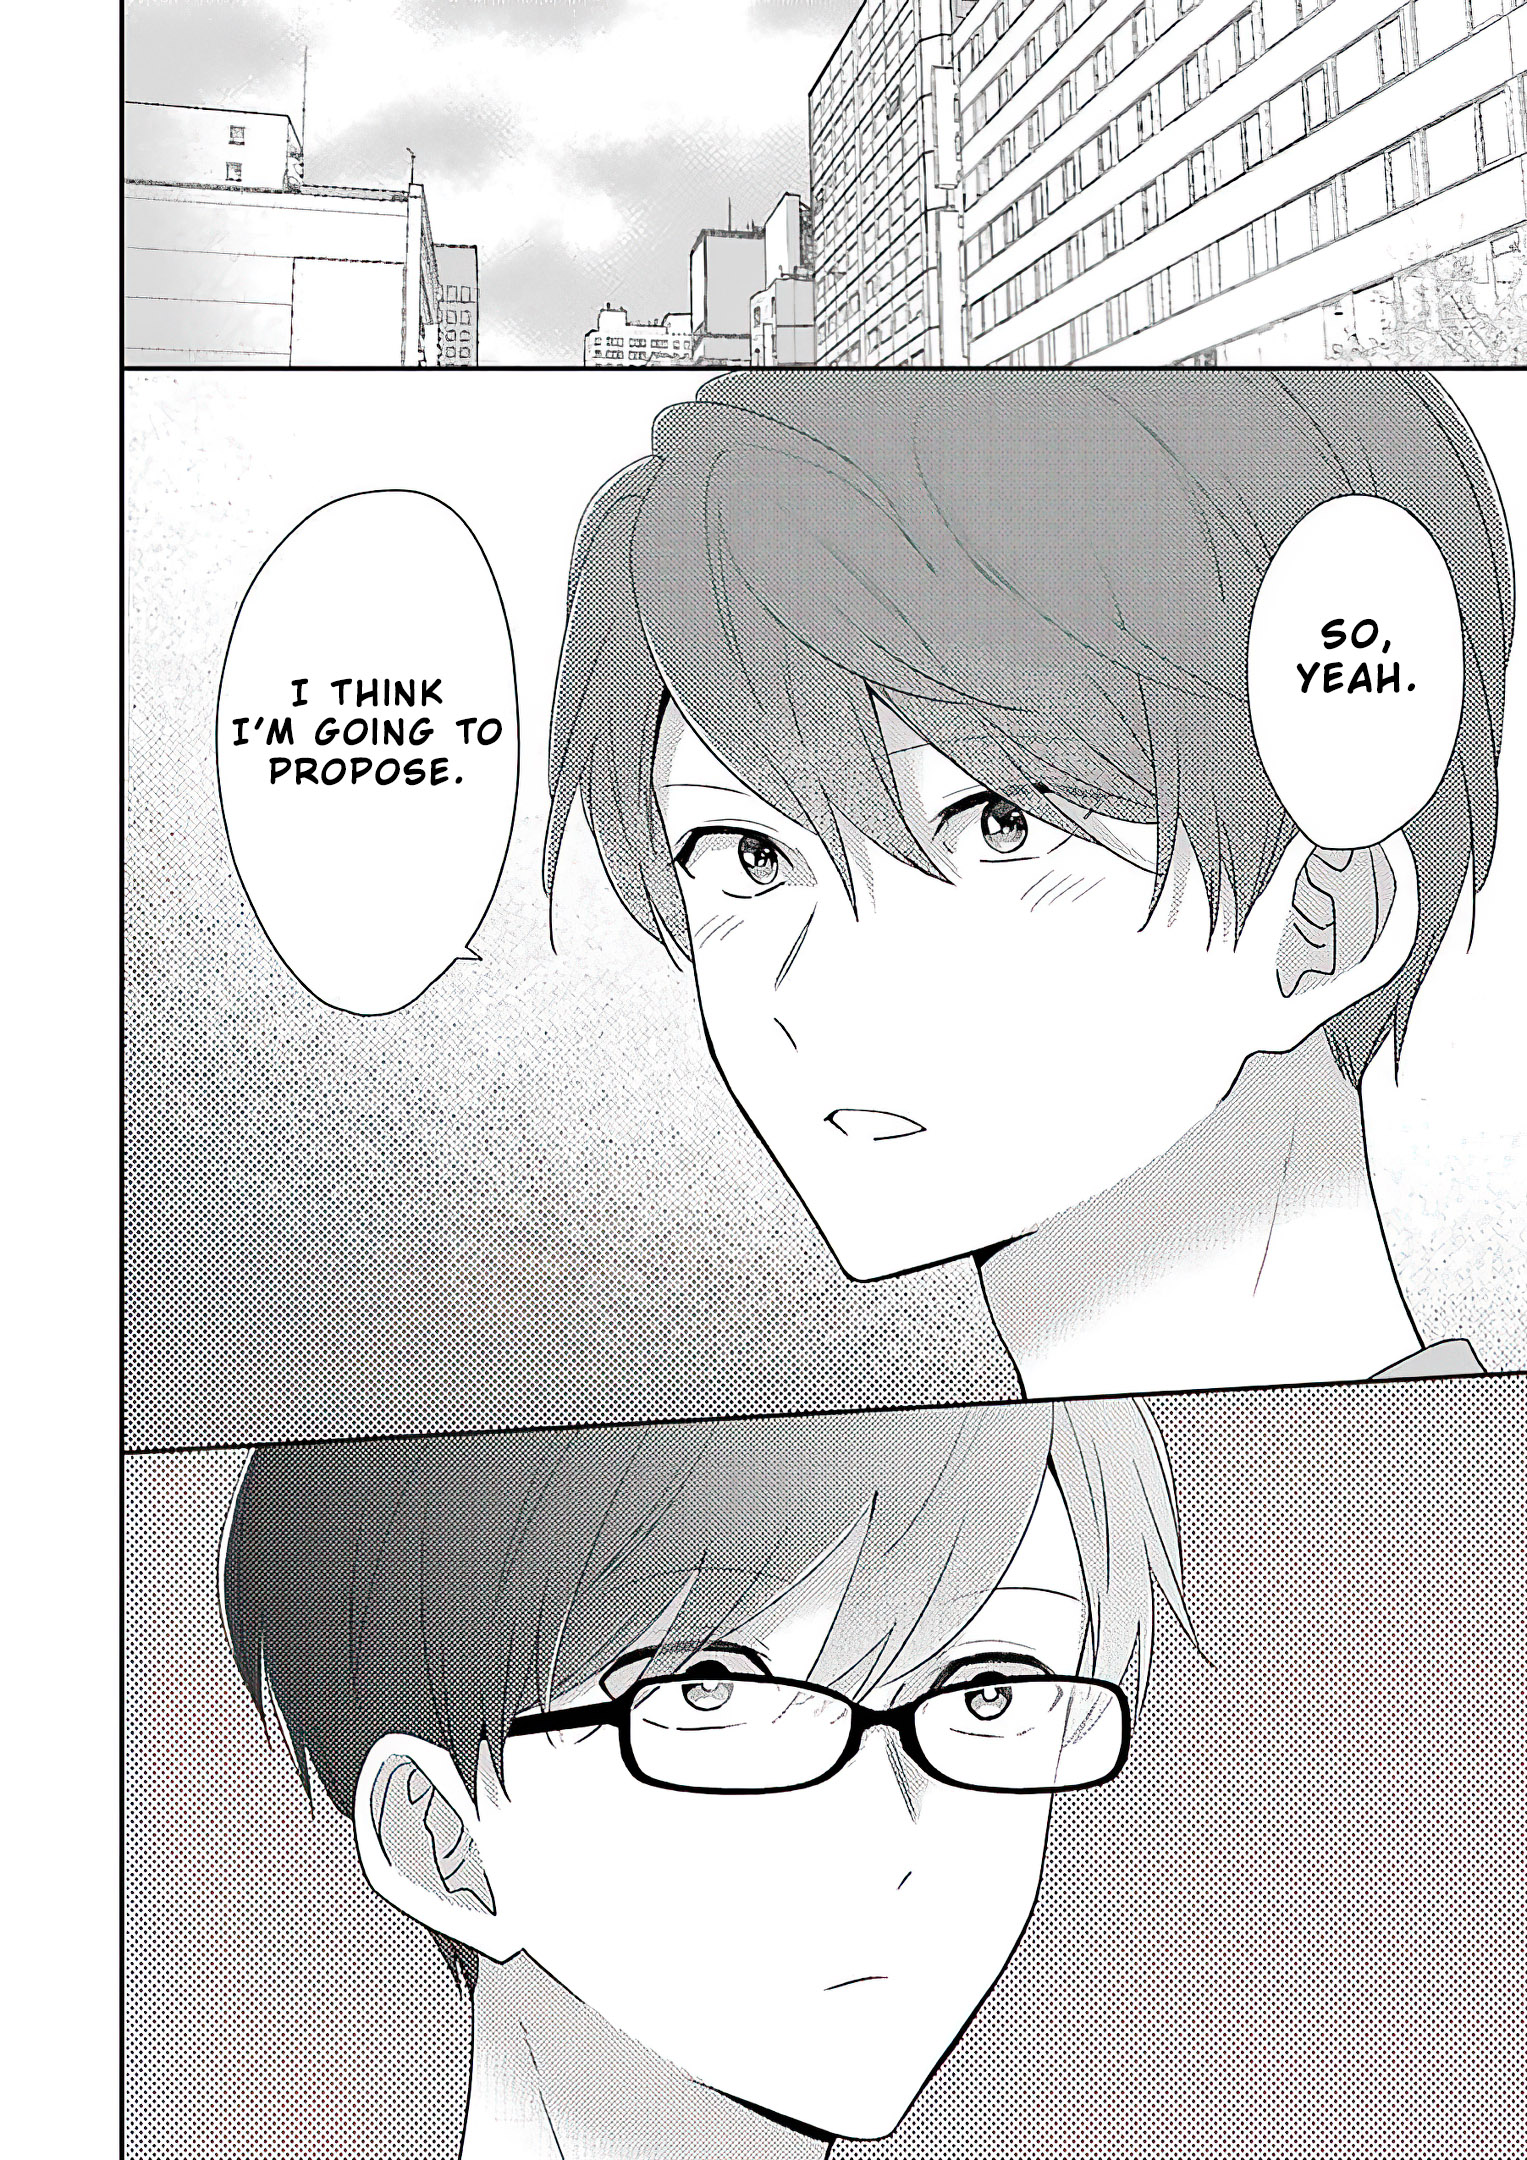 SO,
YEAH.
I THINK
I'M GOING TO
PROPOSE.